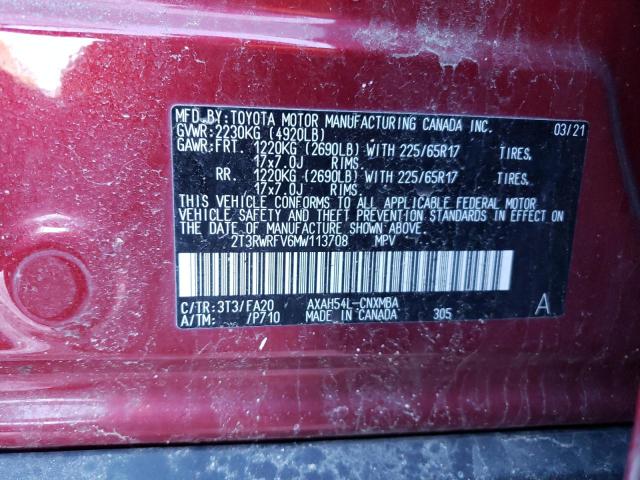 MFD.BY:TOYOTA MOTOR MANUFACTURING CANADA INC. 03/21
GVWR:2230KG (4920LB)
GAWR:FRT. 1220KG (2690LB) WITH 225/65R17 TIRES.
17x7.0J RIMS.
RR. 1220KG (2690LB) WITH 225/65R17 TIRES.
17x7.0J RIMS.
THIS VEHICLE CONFORMS TO ALL APPLICABLE FEDERAL MOTOR
VEHICLE SAFETY AND THEFT PREVENTION STANDARDS IN EFFECT
ON THE DATE OF MANUFACTURE SHOWN ABOVE.
2T3RWRFV6MW113708 MPV
C/TR:3T3/FA20 AXAH54L-CNXMBA A
A/TM: /P710 MADE IN CANADA 305